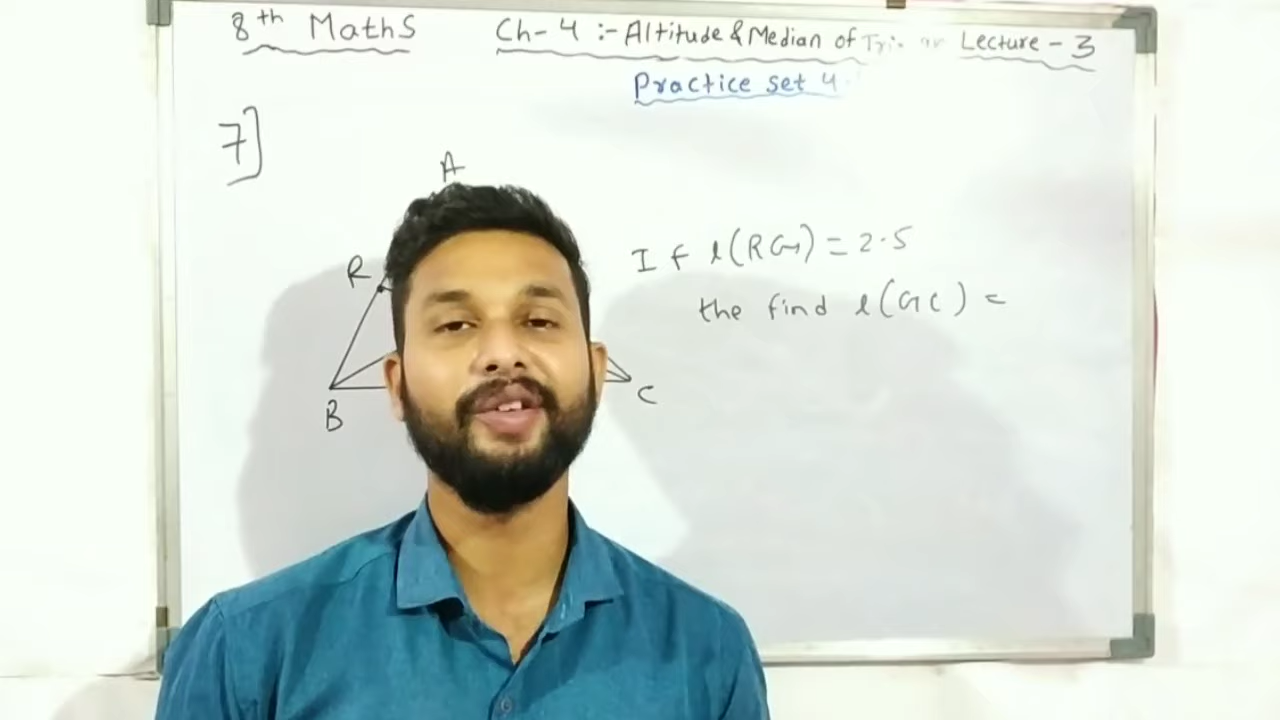 8th Maths Ch-4 :- Altitude & Median of Lecture - 3
Practice set 4.
7]
A
R
B
C
If l(RG) = 2.5
the find l(GC) =